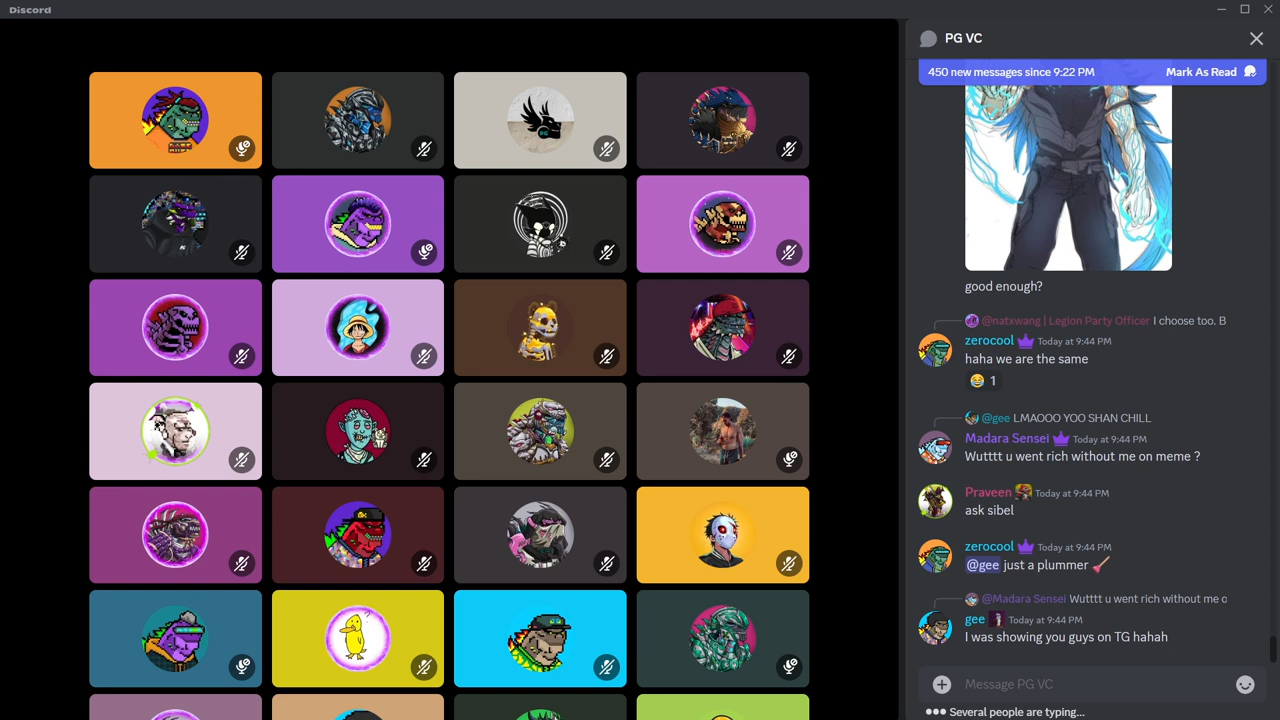 Discord
PG VC
450 new messages since 9:22 PM Mark As Read
good enough?
@natxwang | Legion Party Officer I choose too. B
zerocool Today at 9:44 PM
haha we are the same
😂 1
@gee LMAOOO YOO SHAN CHILL
Madara Sensei Today at 9:44 PM
Wutttt u went rich without me on meme ?
Praveen Today at 9:44 PM
ask sibel
zerocool Today at 9:44 PM
@gee just a plummer 🪠
@Madara Sensei Wutttt u went rich without me o
gee Today at 9:44 PM
I was showing you guys on TG hahah
Message PG VC
Several people are typing...